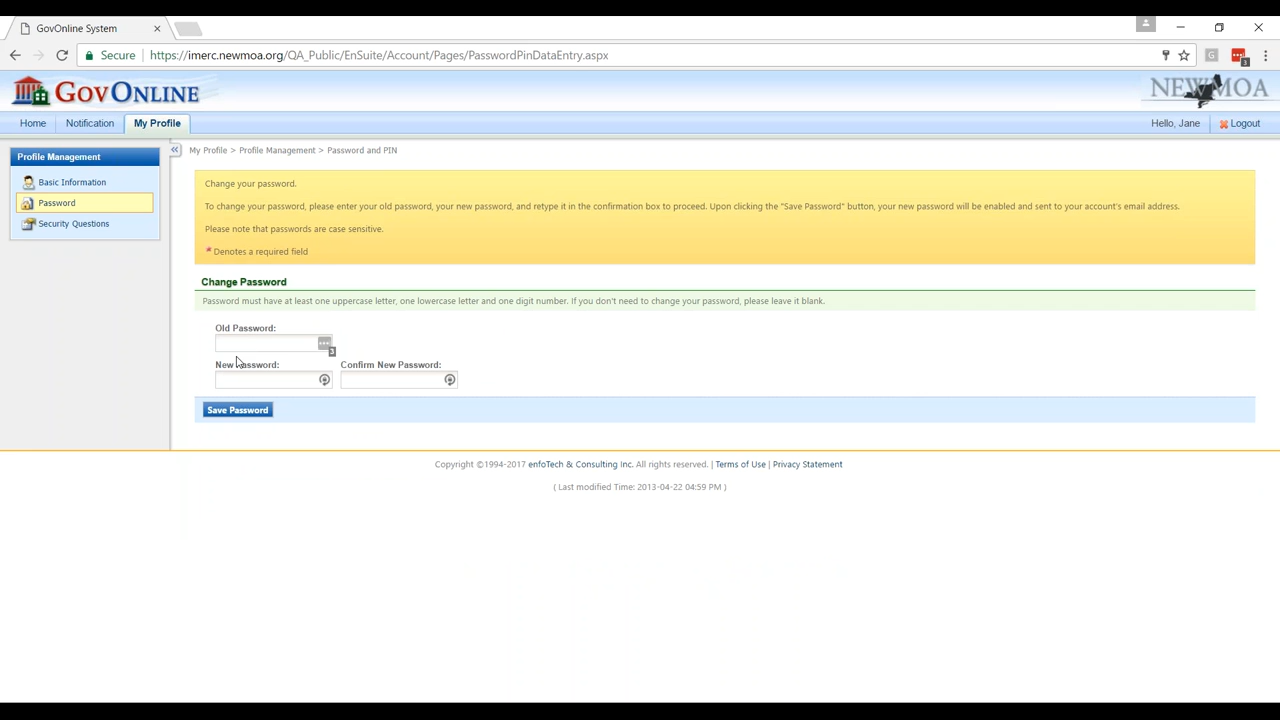 GovOnline System
Secure
https://imerc.newmoa.org/QA_Public/EnSuite/Account/Pages/PasswordPinDataEntry.aspx
G
3
GOVONLINE
NEWMOA
Home
Notification
My Profile
Hello, Jane
Logout
Profile Management
Basic Information
Password
Security Questions
My Profile > Profile Management > Password and PIN
Change your password.
To change your password, please enter your old password, your new password, and retype it in the confirmation box to proceed. Upon clicking the "Save Password" button, your new password will be enabled and sent to your account's email address.
Please note that passwords are case sensitive.
* Denotes a required field
Change Password
Password must have at least one uppercase letter, one lowercase letter and one digit number. If you don't need to change your password, please leave it blank.
Old Password:
3
New Password:
Confirm New Password:
Save Password
Copyright ©1994-2017 enfoTech & Consulting Inc. All rights reserved. | Terms of Use | Privacy Statement
( Last modified Time: 2013-04-22 04:59 PM )